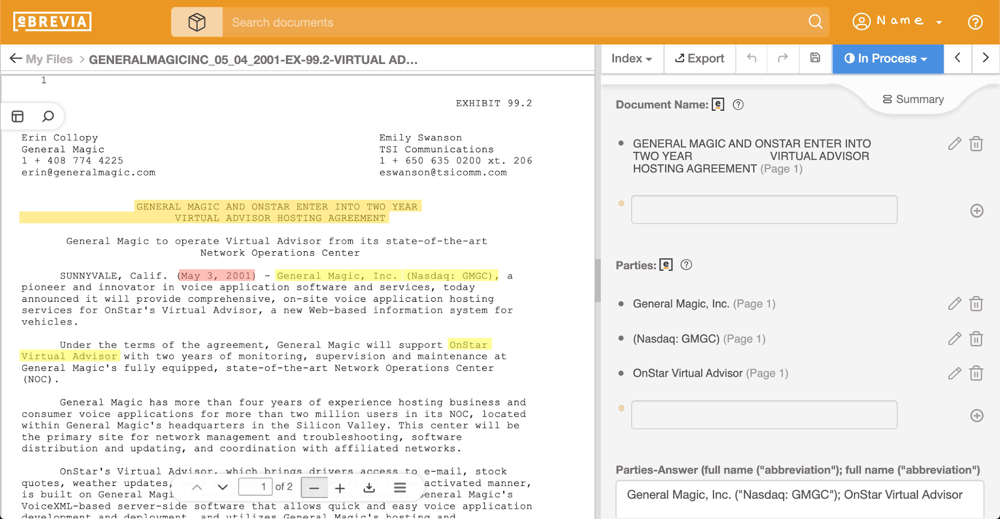 eBREVIA
Search documents
Name
My Files > GENERALMAGICINC_05_04_2001-EX-99.2-VIRTUAL AD...
Index
Export
In Process
1
EXHIBIT 99.2
Erin Collopy
General Magic
1 + 408 774 4225
erin@generalmagic.com
Emily Swanson
TSI Communications
1 + 650 635 0200 xt. 206
eswanson@tsicomm.com
GENERAL MAGIC AND ONSTAR ENTER INTO TWO YEAR
VIRTUAL ADVISOR HOSTING AGREEMENT
General Magic to operate Virtual Advisor from its state-of-the-art
Network Operations Center
SUNNYVALE, Calif. (May 3, 2001) - General Magic, Inc. (Nasdaq: GMGC), a
pioneer and innovator in voice application software and services, today
announced it will provide comprehensive, on-site voice application hosting
services for OnStar's Virtual Advisor, a new Web-based information system for
vehicles.
Under the terms of the agreement, General Magic will support OnStar
Virtual Advisor with two years of monitoring, supervision and maintenance at
General Magic's fully equipped, state-of-the-art Network Operations Center
(NOC).
General Magic has more than four years of experience hosting business and
consumer voice applications for more than two million users in its NOC, located
within General Magic's headquarters in the Silicon Valley. This center will be
the primary site for network management and troubleshooting, software
distribution and updating, and coordination with affiliated networks.
OnStar's Virtual Advisor, which brings drivers access to e-mail, stock
quotes, weather updates, activated manner,
is built on General Magic's General Magic's
VoiceXML-based server-side software that allows quick and easy voice application
development and deployment, and utilizes General Magic's hosting and
1 of 2
Summary
Document Name: e ?
GENERAL MAGIC AND ONSTAR ENTER INTO
TWO YEAR VIRTUAL ADVISOR
HOSTING AGREEMENT (Page 1)
Parties: e ?
General Magic, Inc. (Page 1)
(Nasdaq: GMGC) (Page 1)
OnStar Virtual Advisor (Page 1)
Parties-Answer (full name ("abbreviation"); full name ("abbreviation")
General Magic, Inc. ("Nasdaq: GMGC"); OnStar Virtual Advisor